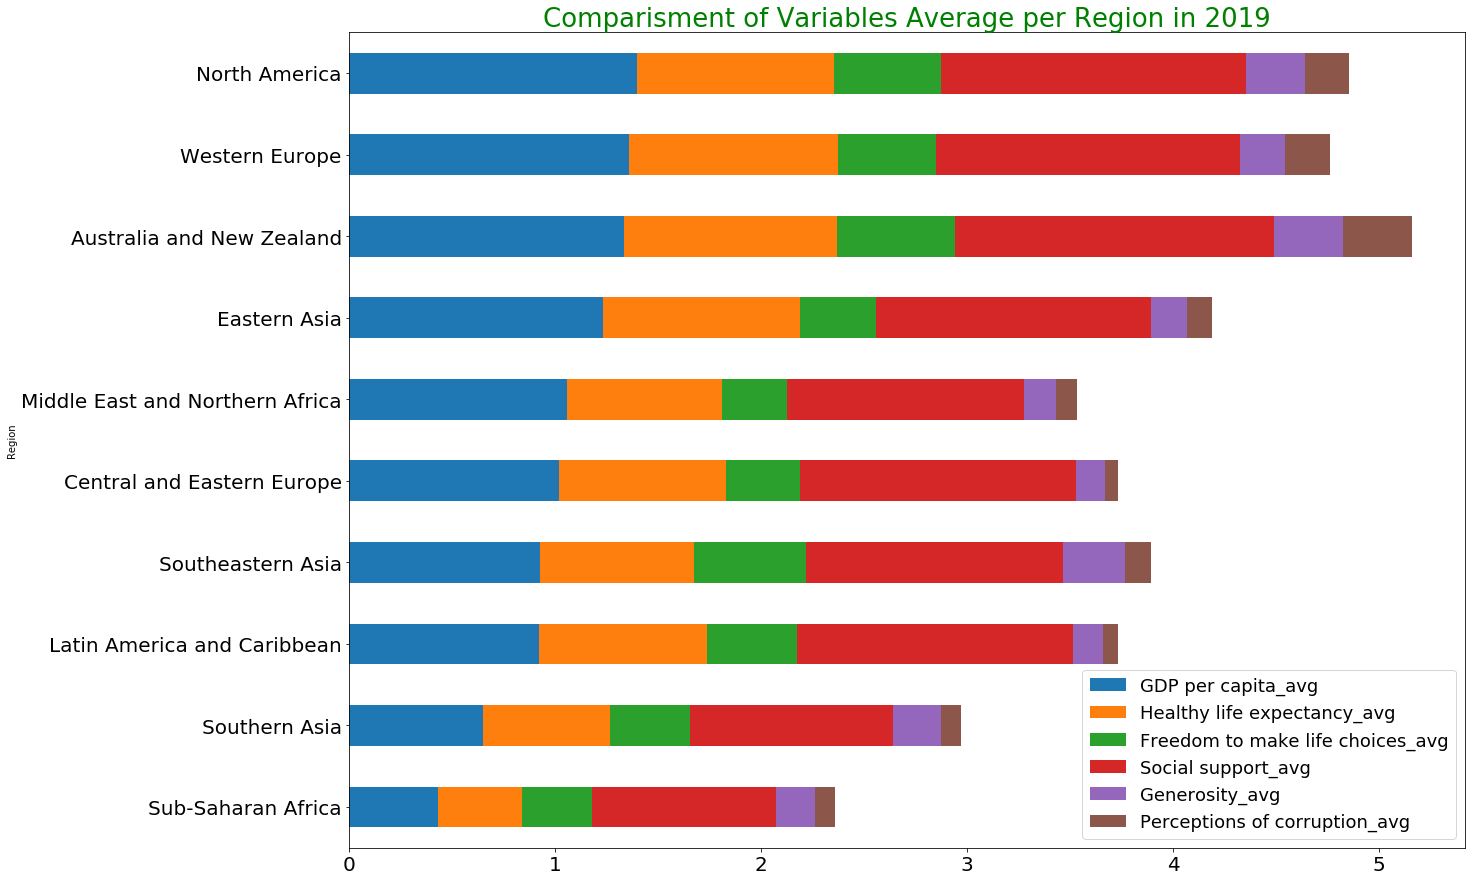 Comparisment of Variables Average per Region in 2019
North America
Western Europe
Australia and New Zealand
Eastern Asia
Middle East and Northern Africa
Region
Central and Eastern Europe
Southeastern Asia
Latin America and Caribbean
Southern Asia
Sub-Saharan Africa
GDP per capita_avg
Healthy life expectancy_avg
Freedom to make life choices_avg
Social support_avg
Generosity_avg
Perceptions of corruption_avg
0 1 2 3 4 5